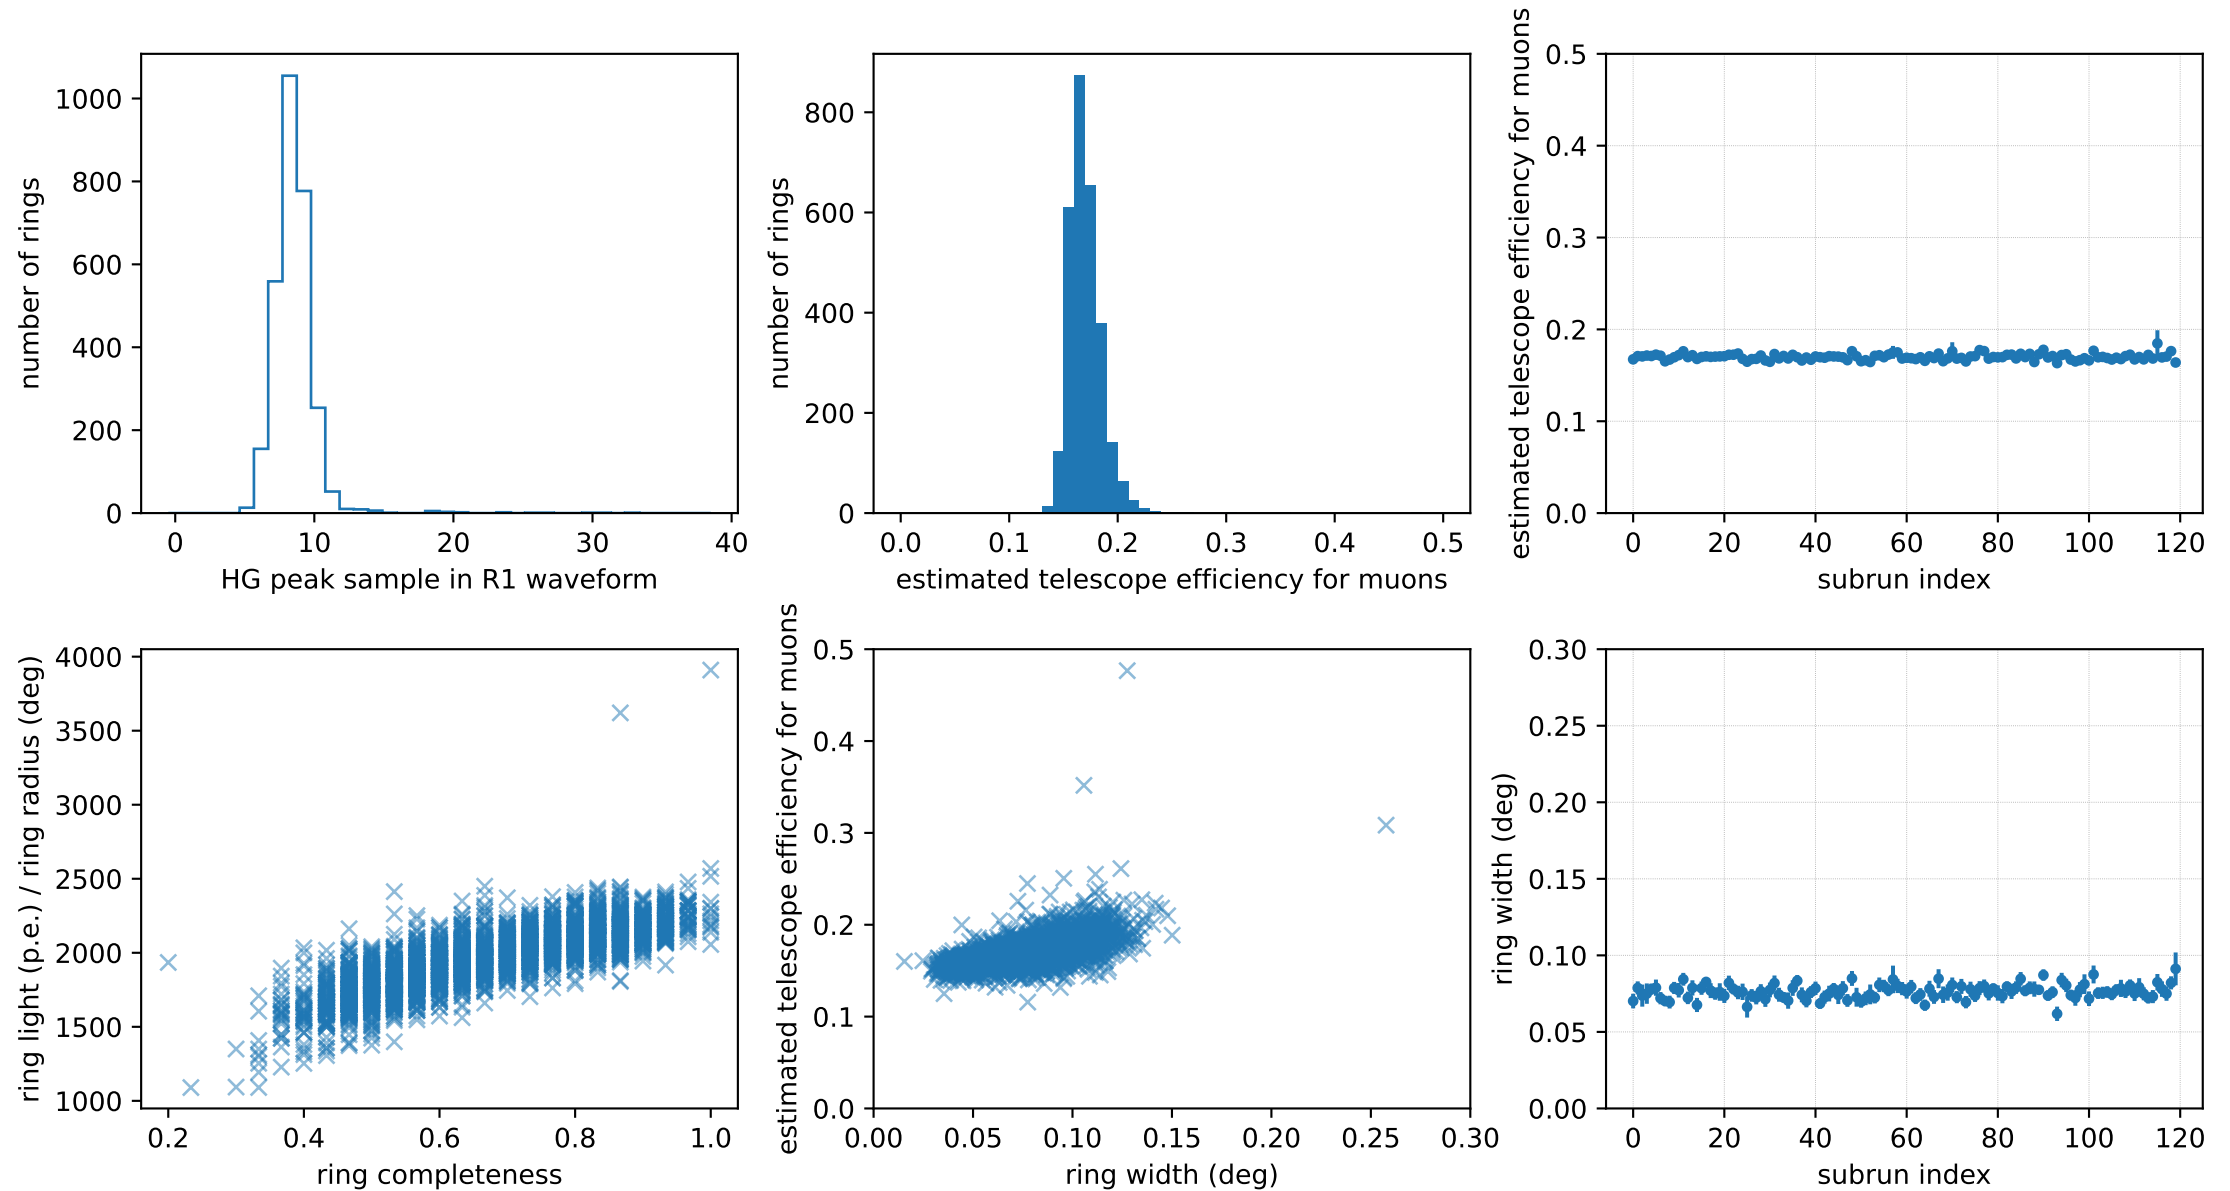 number of rings
1000
800
600
400
200
0
0 10 20 30 40
HG peak sample in R1 waveform
number of rings
800
600
400
200
0
0.0 0.1 0.2 0.3 0.4 0.5
estimated telescope efficiency for muons
estimated telescope efficiency for muons
0.5
0.4
0.3
0.2
0.1
0.0
0 20 40 60 80 100 120
subrun index
ring light (p.e.) / ring radius (deg)
4000
3500
3000
2500
2000
1500
1000
0.2 0.4 0.6 0.8 1.0
ring completeness
estimated telescope efficiency for muons
0.5
0.4
0.3
0.2
0.1
0.0
0.00 0.05 0.10 0.15 0.20 0.25 0.30
ring width (deg)
ring width (deg)
0.30
0.25
0.20
0.15
0.10
0.05
0.00
0 20 40 60 80 100 120
subrun index